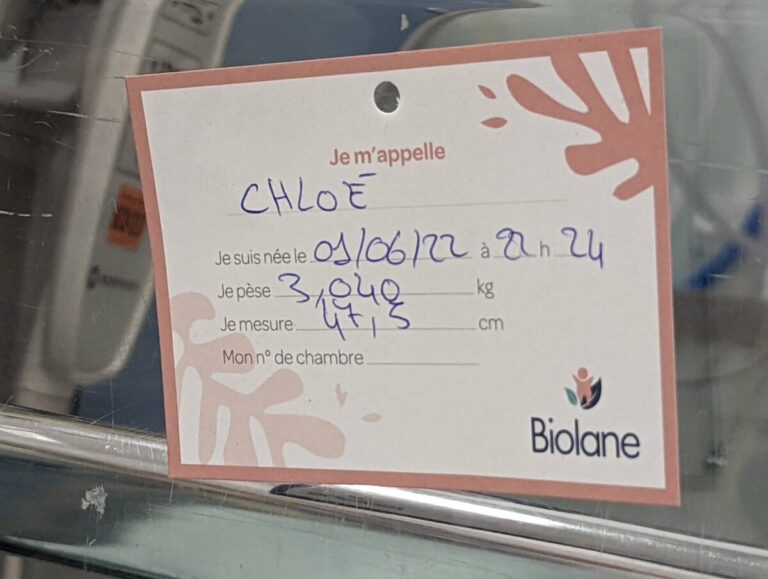 Je m'appelle
CHLOÉ
Je suis née le 01/06/22 à 22 h 24
Je pèse 3,040 kg
Je mesure 47,5 cm
Mon n° de chambre
Biolane